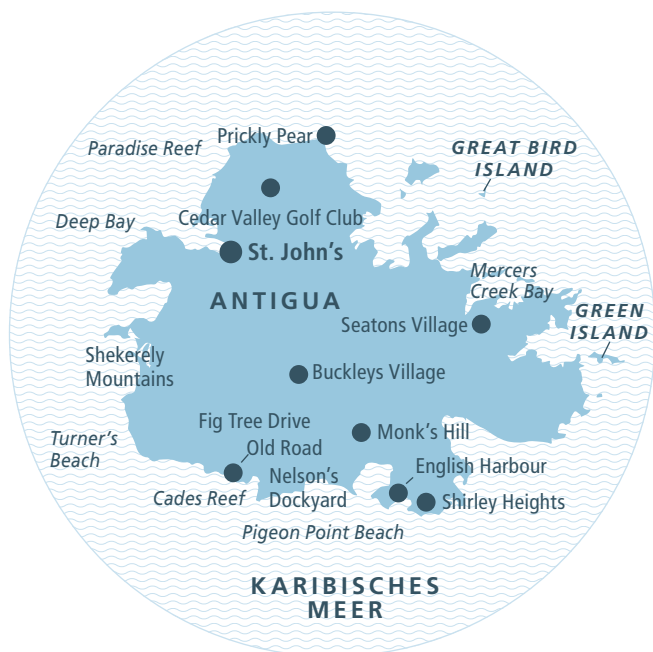 Prickly Pear
Paradise Reef
GREAT BIRD
ISLAND
Cedar Valley Golf Club
Deep Bay
St. John's
Mercers
Creek Bay
ANTIGUA
GREEN
ISLAND
Seatons Village
Shekerely
Mountains
Buckleys Village
Fig Tree Drive
Monk's Hill
Turner's
Beach
Old Road
English Harbour
Nelson's
Dockyard
Cades Reef
Shirley Heights
Pigeon Point Beach
KARIBISCHES
MEER